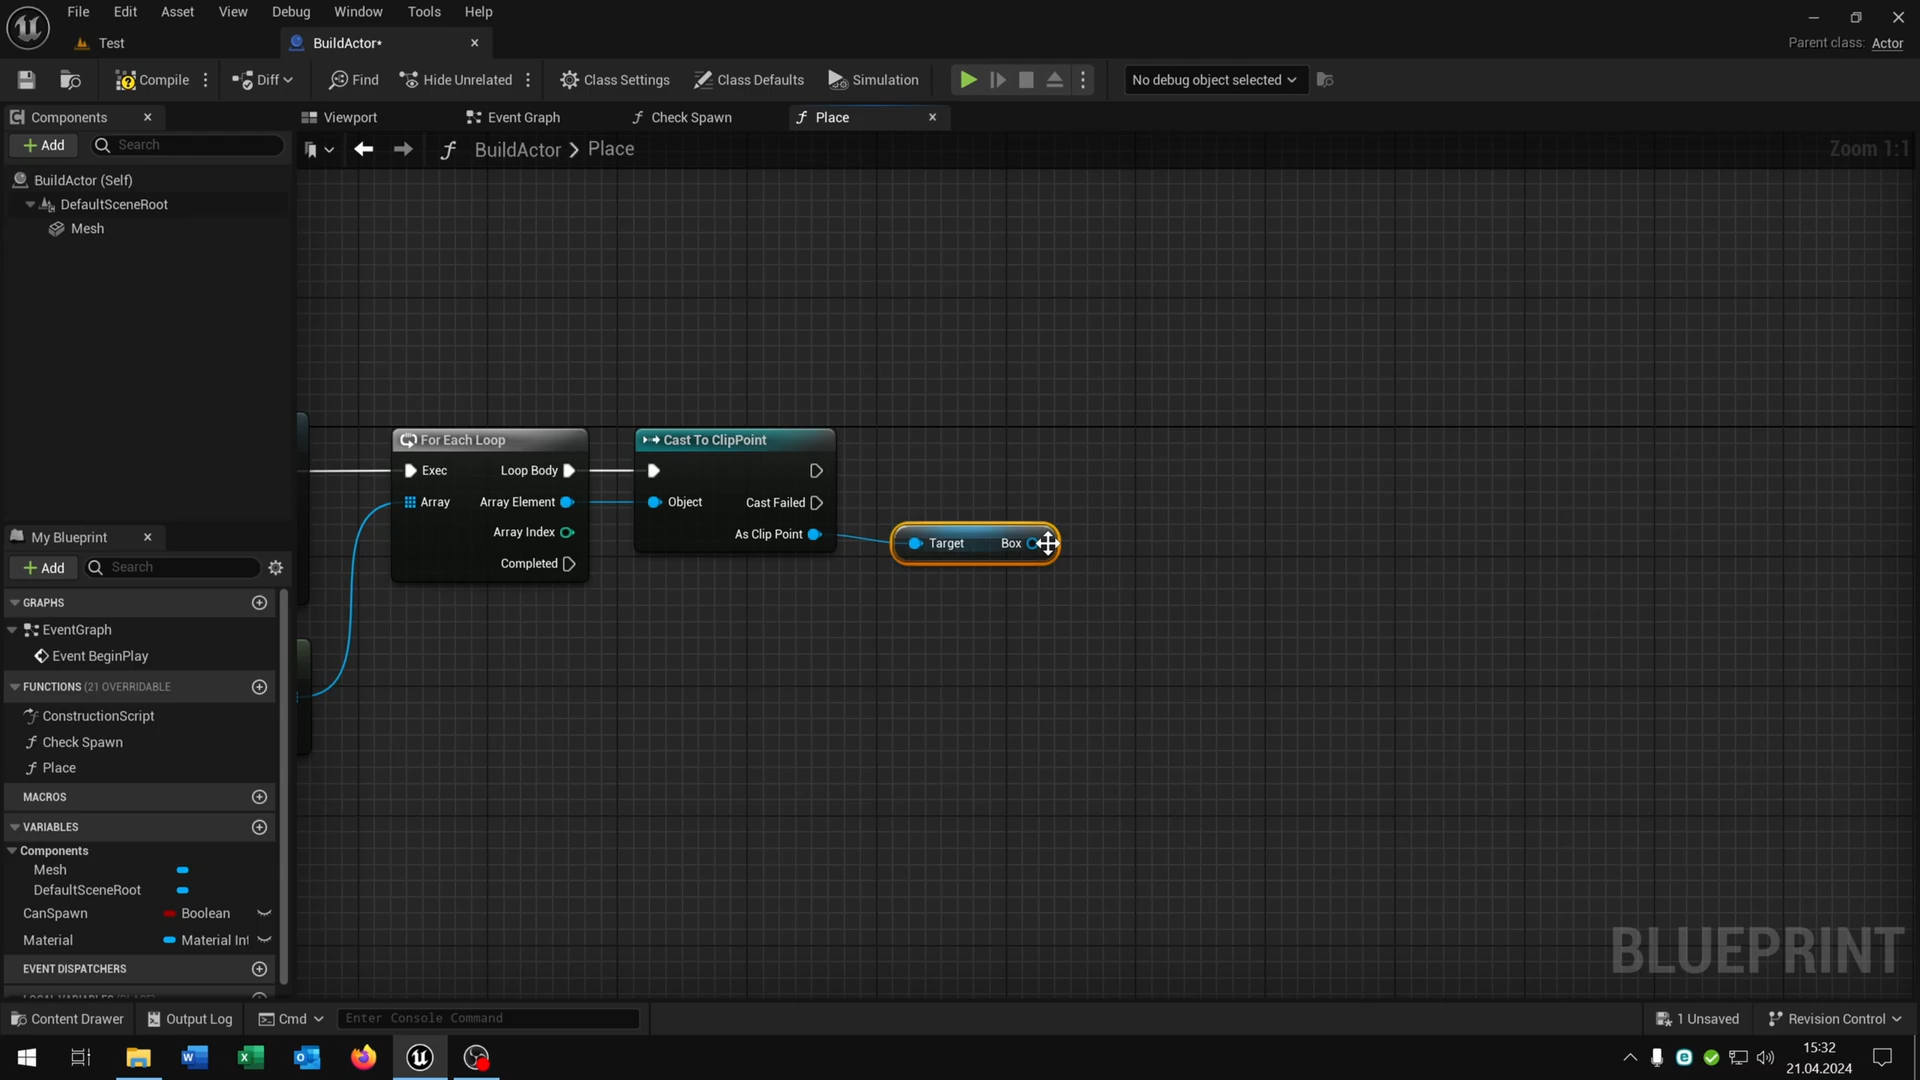 File Edit Asset View Debug Window Tools Help
Test
BuildActor*
Parent class: Actor
Compile
Diff
Find
Hide Unrelated
Class Settings
Class Defaults
Simulation
No debug object selected
Components
Viewport
Event Graph
Check Spawn
Place
Add
Search
BuildActor > Place
Zoom 1:1
BuildActor (Self)
DefaultSceneRoot
Mesh
For Each Loop
Exec
Loop Body
Array
Array Element
Array Index
Completed
Cast To ClipPoint
Object
Cast Failed
As Clip Point
Target
Box
My Blueprint
Add
Search
GRAPHS
EventGraph
Event BeginPlay
FUNCTIONS (21 OVERRIDABLE
ConstructionScript
Check Spawn
Place
MACROS
VARIABLES
Components
Mesh
DefaultSceneRoot
CanSpawn Boolean
Material Material Int
EVENT DISPATCHERS
BLUEPRINT
Content Drawer
Output Log
Cmd
Enter Console Command
1 Unsaved
Revision Control
15:32
21.04.2024